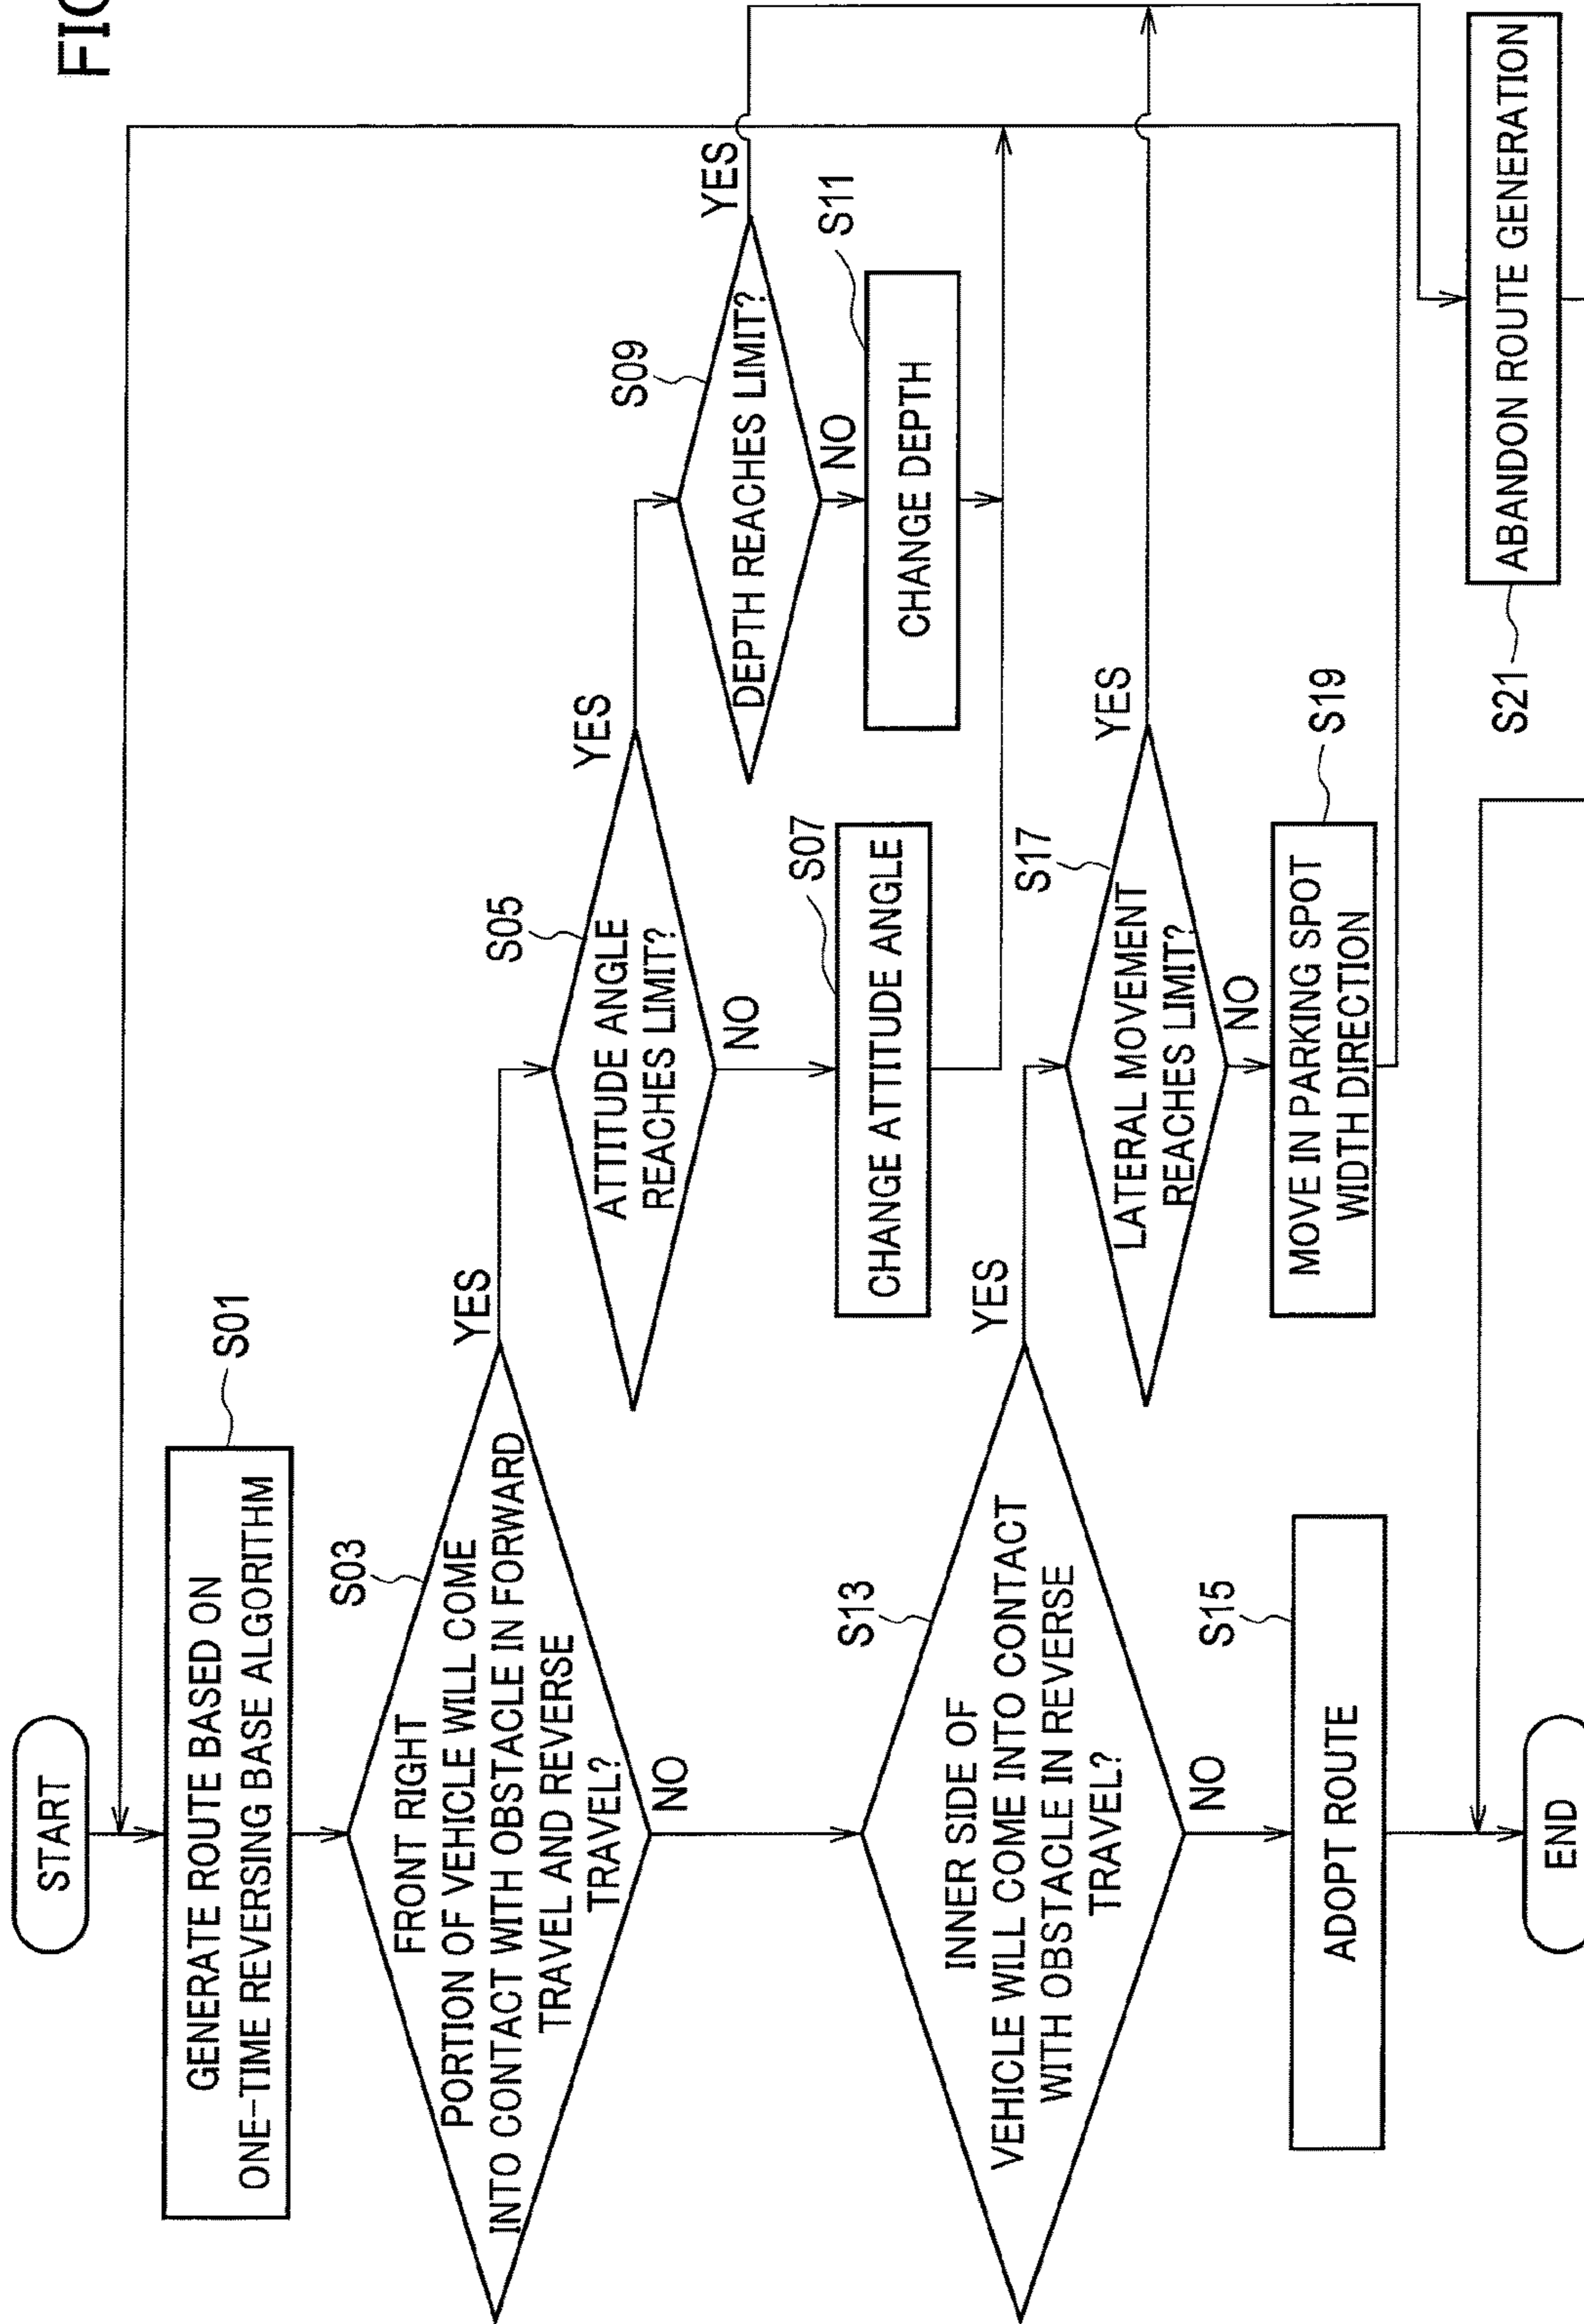 FIG
START
GENERATE ROUTE BASED ON
ONE-TIME REVERSING BASE ALGORITHM
S01
FRONT RIGHT
PORTION OF VEHICLE WILL COME
INTO CONTACT WITH OBSTACLE IN FORWARD
TRAVEL AND REVERSE
TRAVEL?
S03
YES
NO
ATTITUDE ANGLE
REACHES LIMIT?
S05
YES
NO
CHANGE ATTITUDE ANGLE
S07
DEPTH REACHES LIMIT?
S09
YES
NO
CHANGE DEPTH
S11
INNER SIDE OF
VEHICLE WILL COME INTO CONTACT
WITH OBSTACLE IN REVERSE
TRAVEL?
S13
YES
NO
ADOPT ROUTE
S15
LATERAL MOVEMENT
REACHES LIMIT?
S17
YES
NO
MOVE IN PARKING SPOT
WIDTH DIRECTION
S19
ABANDON ROUTE GENERATION
S21
END